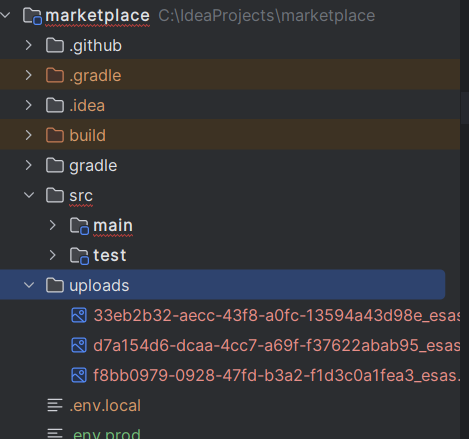 marketplace C:\IdeaProjects\marketplace
.github
.gradle
.idea
build
gradle
src
main
test
uploads
33eb2b32-aecc-43f8-a0fc-13594a43d98e_esas
d7a154d6-dcaa-4cc7-a69f-f37622abab95_esas
f8bb0979-0928-47fd-b3a2-f1d3c0a1fea3_esas.
.env.local
.env.prod